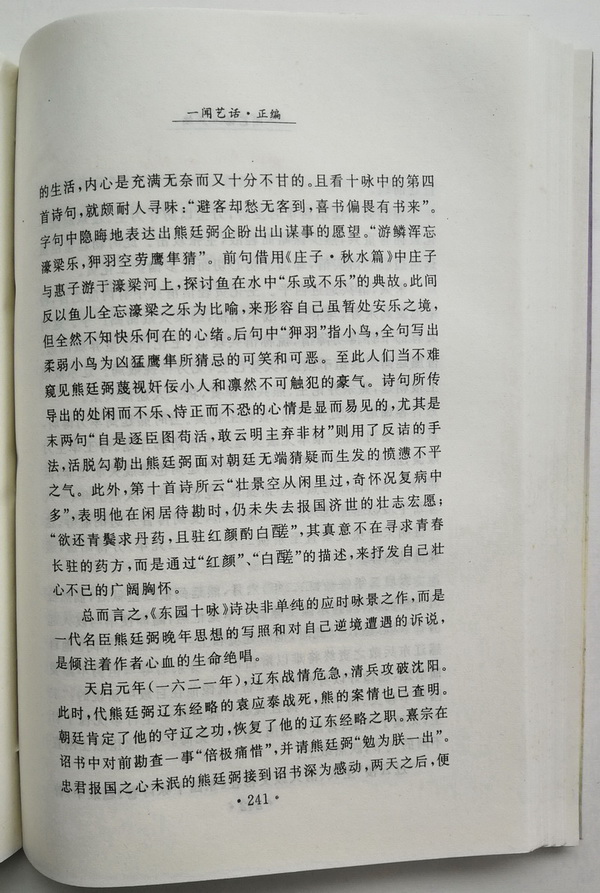 一闻艺话·正编
的生活，内心是充满无奈而又十分不甘的。且看十咏中的第四
首诗句，就颇耐人寻味：“避客却愁无客到，喜书偏畏有书来”。
字句中隐晦地表达出熊廷弼企盼出山谋事的愿望。“游鳞浑忘
濠梁乐，狎羽空劳鹰隼猜”。前句借用《庄子·秋水篇》中庄子
与惠子游于濠梁河上，探讨鱼在水中“乐或不乐”的典故。此间
反以鱼儿全忘濠梁之乐为比喻，来形容自己虽暂处安乐之境，
但全然不知快乐何在的心绪。后句中“狎羽”指小鸟，全句写出
柔弱小鸟为凶猛鹰隼所猜忌的可笑和可恶。至此人们当不难
窥见熊廷弼蔑视奸佞小人和凛然不可触犯的豪气。诗句所传
导出的处闲而不乐、恃正而不恐的心情是显而易见的，尤其是
末两句“自是逐臣图苟活，敢云明主弃非材”则用了反诘的手
法，活脱勾勒出熊廷弼面对朝廷无端猜疑而生发的愤懑不平
之气。此外，第十首诗所云“壮景空从闲里过，奇怀况复病中
多”，表明他在闲居待勘时，仍未失去报国济世的壮志宏愿；
“欲还青鬓求丹药，且驻红颜酌白醝”，其真意不在寻求青春
长驻的药方，而是通过“红颜”、“白醝”的描述，来抒发自己壮
心不已的广阔胸怀。
总而言之，《东园十咏》诗决非单纯的应时咏景之作，而是
一代名臣熊廷弼晚年思想的写照和对自己逆境遭遇的诉说，
是倾注着作者心血的生命绝唱。
天启元年（一六二一年），辽东战情危急，清兵攻破沈阳。
此时，代熊廷弼辽东经略的袁应泰战死，熊的案情也已查明。
朝廷肯定了他的守辽之功，恢复了他的辽东经略之职。熹宗在
诏书中对前勘查一事“倍极痛惜”，并请熊廷弼“勉为朕一出”。
忠君报国之心未泯的熊廷弼接到诏书深为感动，两天之后，便
·241·